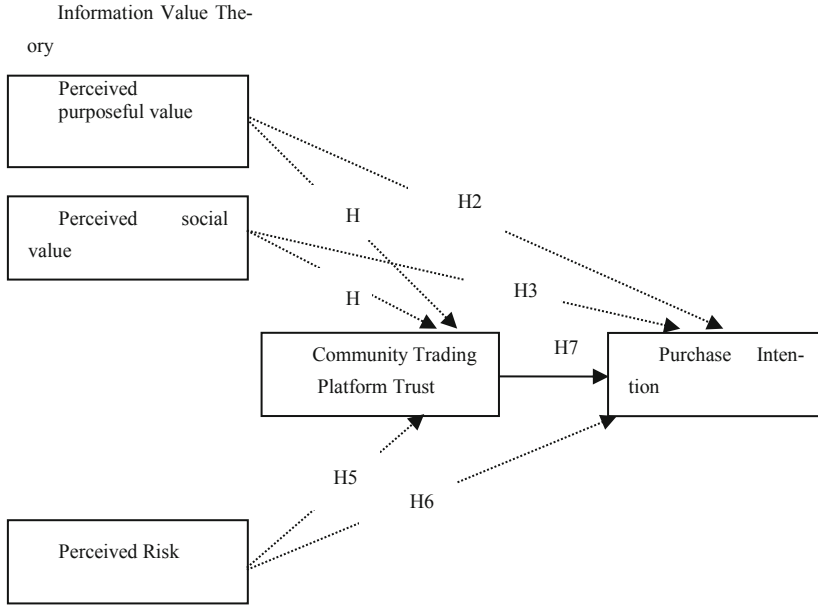 Information Value The-
ory
Perceived
purposeful value
H2
H
Perceived social
value
H3
H
Community Trading
Platform Trust
H7
Purchase Inten-
tion
H5
H6
Perceived Risk